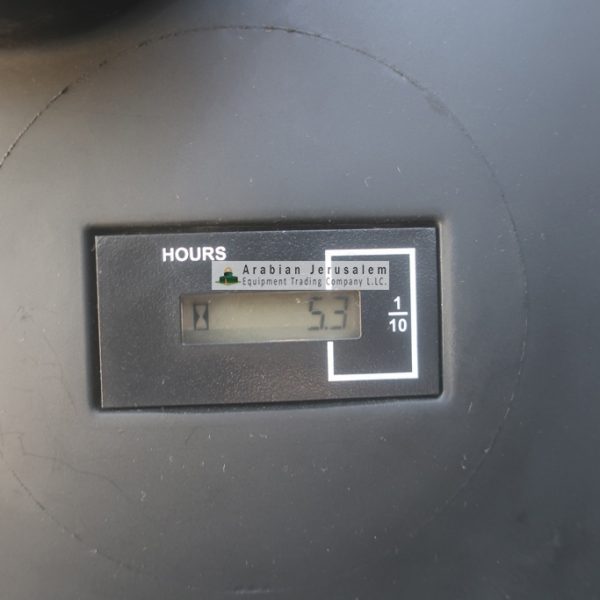 HOURS
Arabian Jerusalem
Equipment Trading Company L.L.C.
5.3
1
10